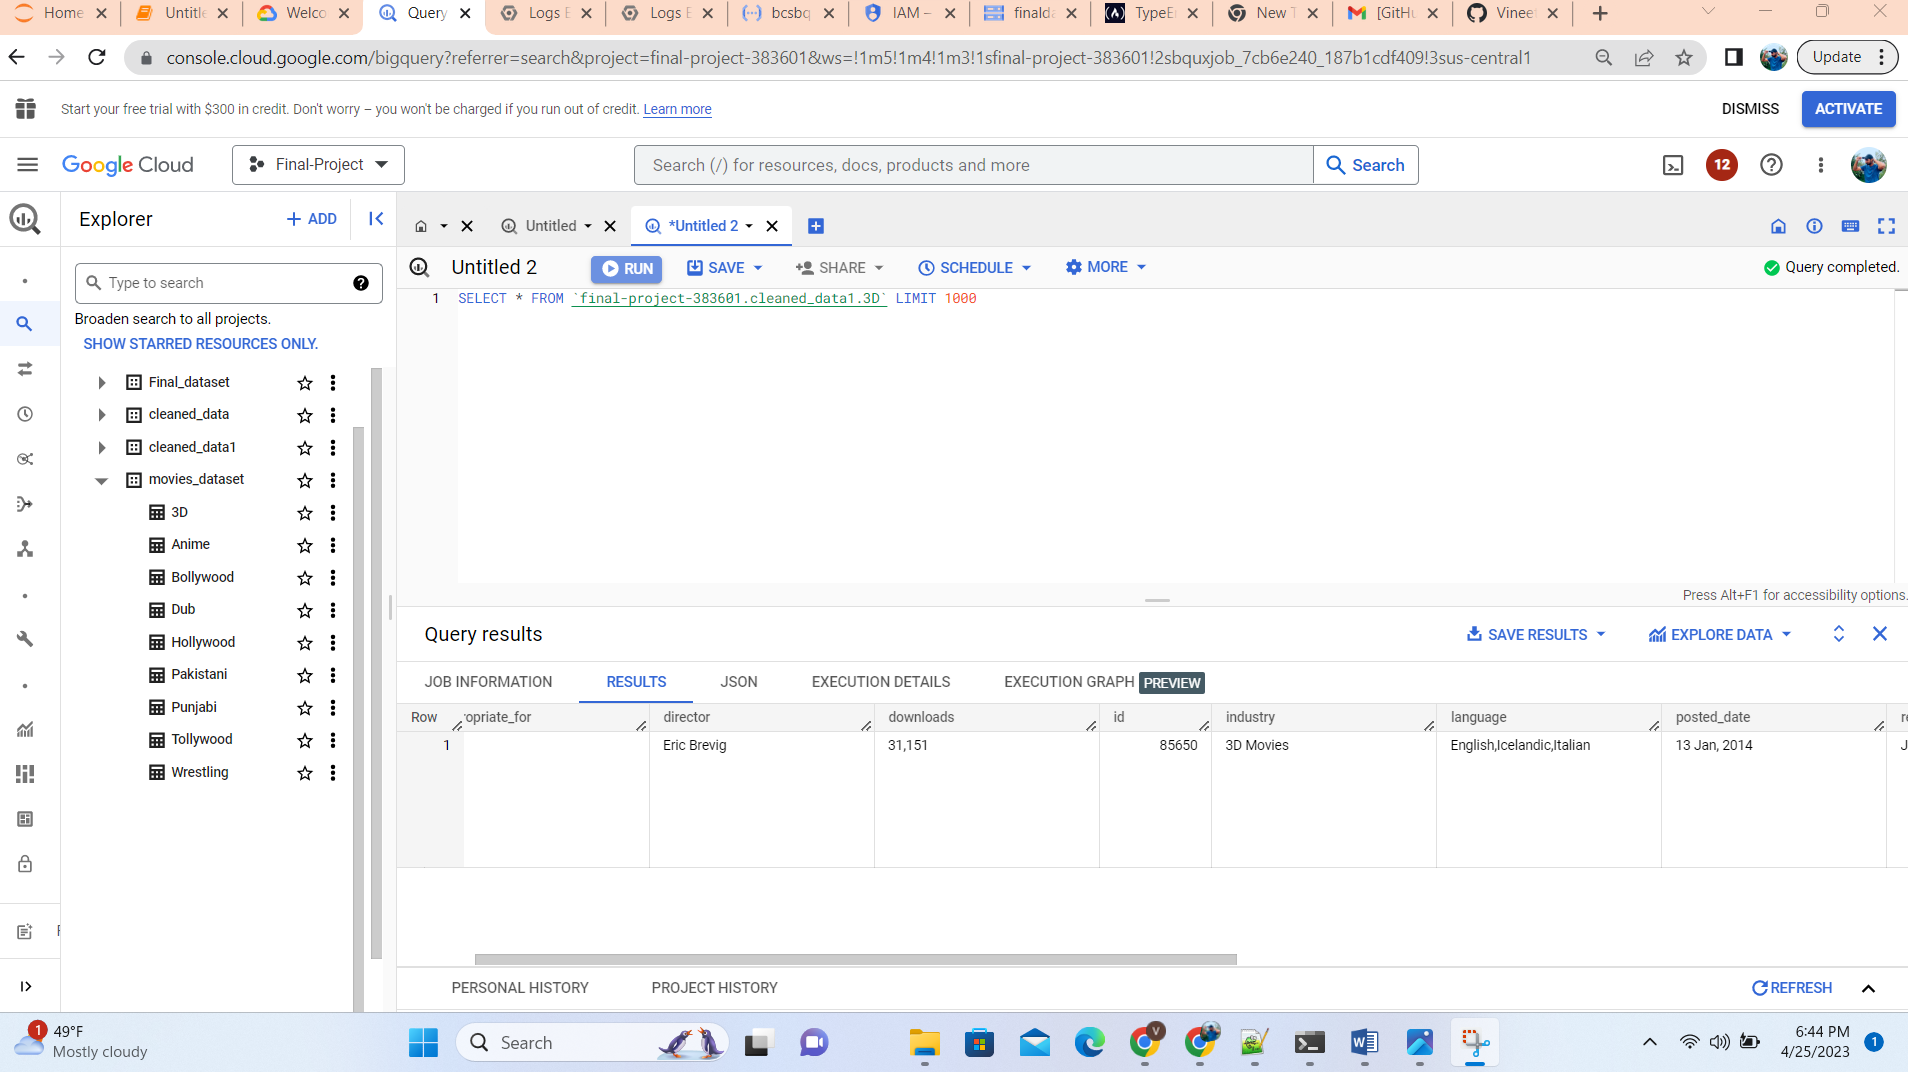 Home
Untitle
Welco
Query
Logs E
Logs E
bcsbq
IAM –
finalda
TypeE
New T
[GitHu
Vinee
console.cloud.google.com/bigquery?referrer=search&project=final-project-383601&ws=!1m5!1m4!1m3!1sfinal-project-383601!2sbquxjob_7cb6e240_187b1cdf409!3sus-central1
Update
Start your free trial with $300 in credit. Don't worry – you won't be charged if you run out of credit. Learn more
DISMISS
ACTIVATE
Google Cloud
Final-Project
Search (/) for resources, docs, products and more
Search
12
Explorer
+ ADD
Untitled
*Untitled 2
Type to search
Broaden search to all projects.
SHOW STARRED RESOURCES ONLY.
Final_dataset
cleaned_data
cleaned_data1
movies_dataset
3D
Anime
Bollywood
Dub
Hollywood
Pakistani
Punjabi
Tollywood
Wrestling
Untitled 2
RUN
SAVE
SHARE
SCHEDULE
MORE
Query completed.
1 SELECT * FROM `final-project-383601.cleaned_data1.3D` LIMIT 1000
Press Alt+F1 for accessibility options.
Query results
SAVE RESULTS
EXPLORE DATA
JOB INFORMATION
RESULTS
JSON
EXECUTION DETAILS
EXECUTION GRAPH PREVIEW
Row opriate_for director downloads id industry language posted_date re
1 Eric Brevig 31,151 85650 3D Movies English,Icelandic,Italian 13 Jan, 2014 J
PERSONAL HISTORY
PROJECT HISTORY
REFRESH
1
49°F
Mostly cloudy
Search
V
6:44 PM
4/25/2023
1